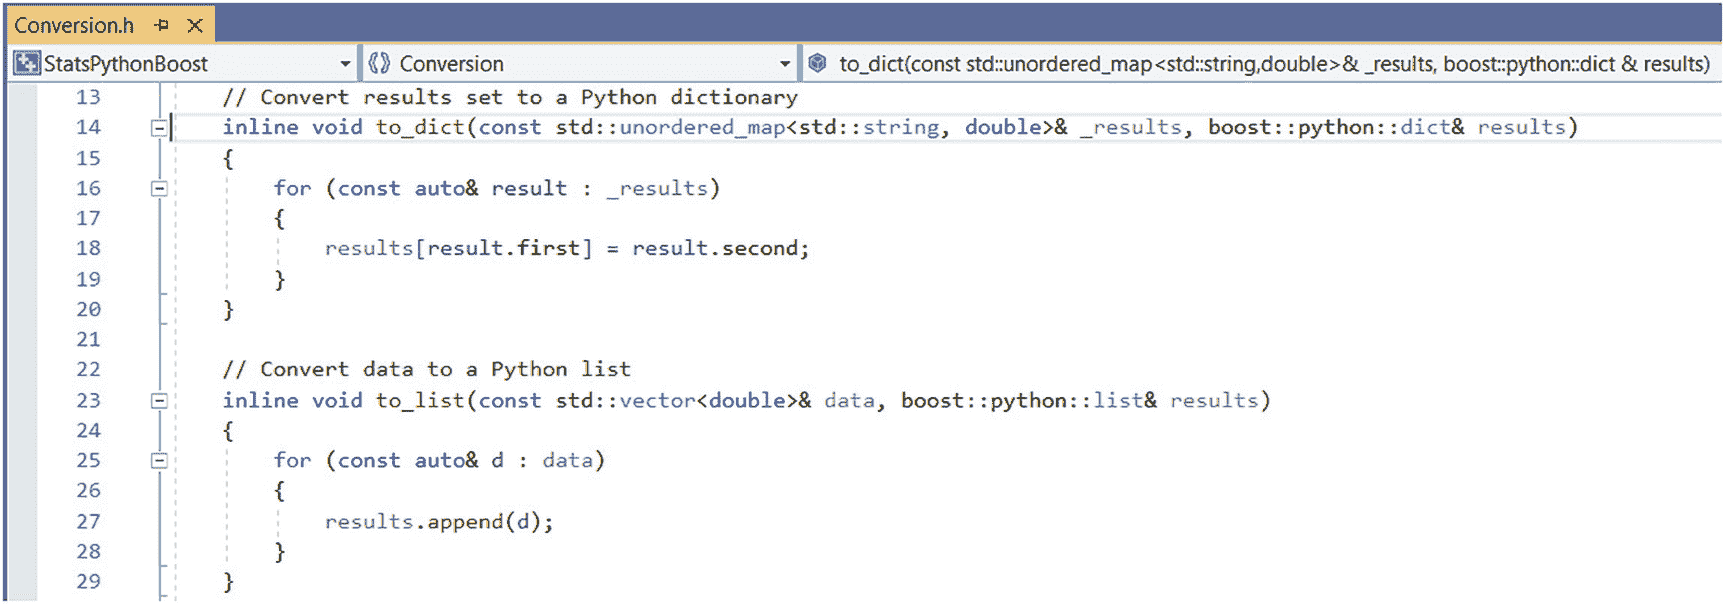 Conversion.h
StatsPythonBoost Conversion to_dict(const std::unordered_map<std::string,double>& _results, boost::python::dict & results)
13 // Convert results set to a Python dictionary
14 inline void to_dict(const std::unordered_map<std::string, double>& _results, boost::python::dict& results)
15 {
16 for (const auto& result : _results)
17 {
18 results[result.first] = result.second;
19 }
20 }
21
22 // Convert data to a Python list
23 inline void to_list(const std::vector<double>& data, boost::python::list& results)
24 {
25 for (const auto& d : data)
26 {
27 results.append(d);
28 }
29 }